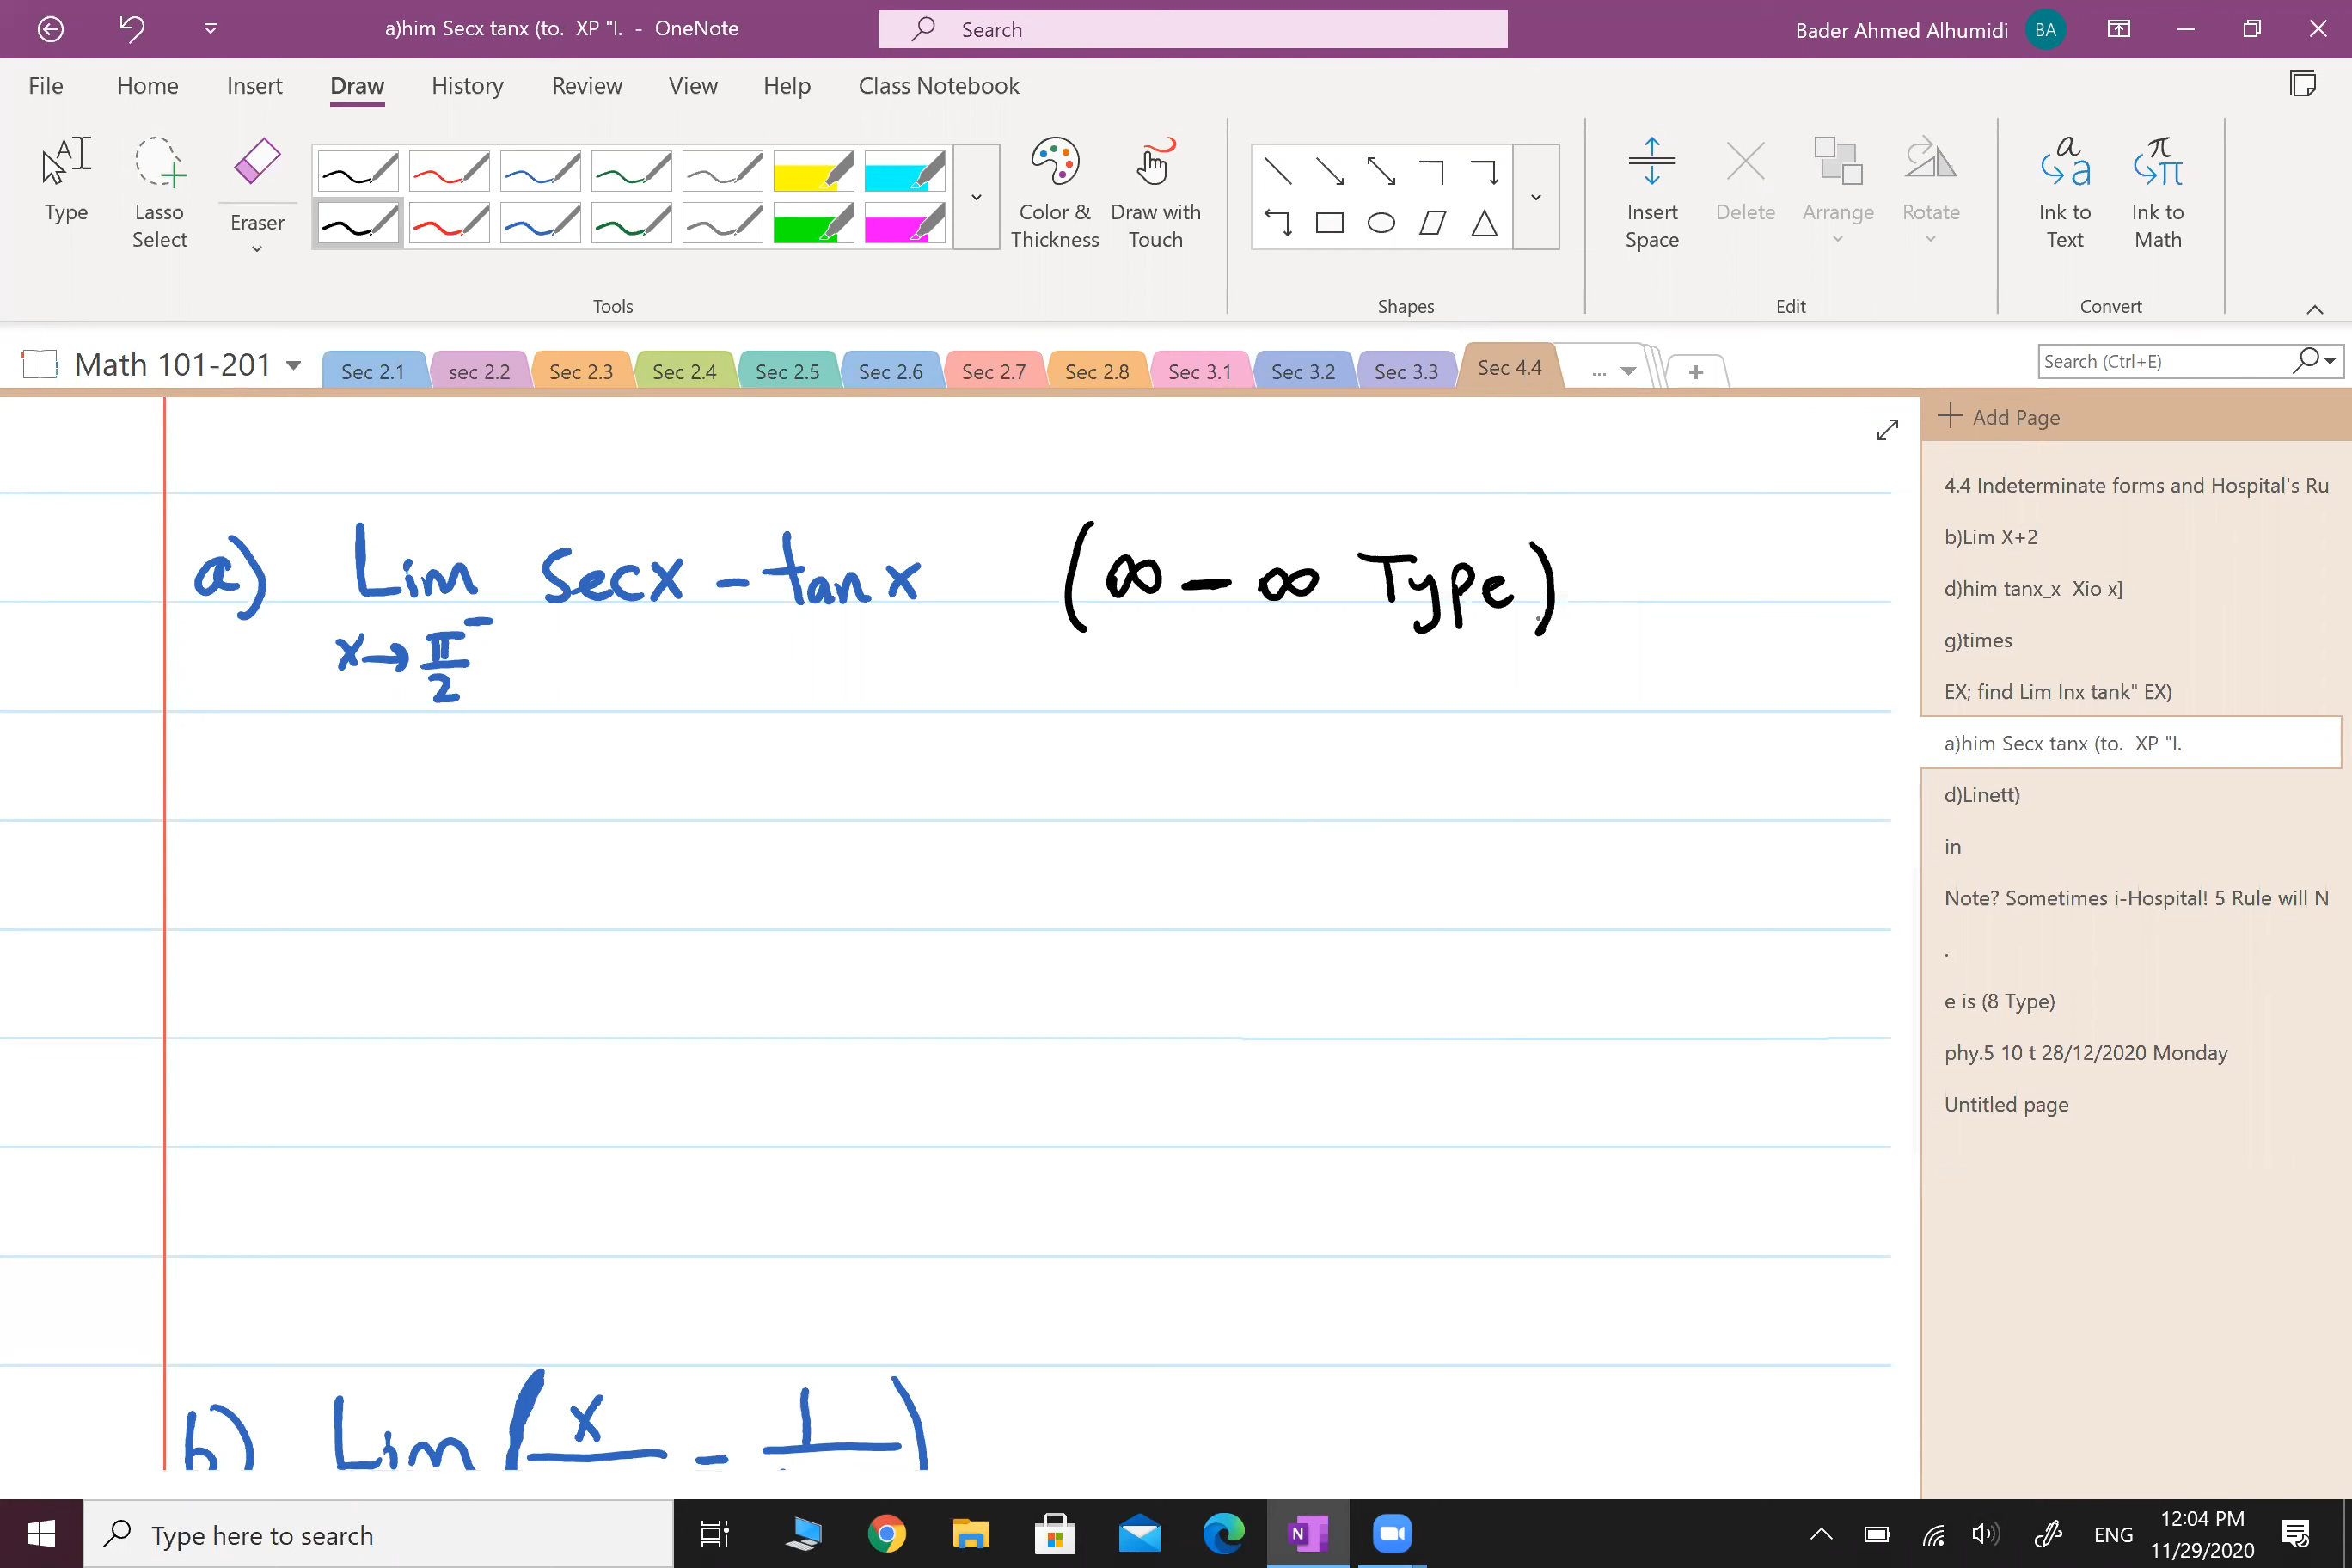 a)him Secx tanx (to.  XP "l.  -  OneNote
Search
Bader Ahmed Alhumidi
BA
File Home Insert Draw History Review View Help Class Notebook
Type
Lasso Select
Eraser
Color & Thickness
Draw with Touch
Insert Space
Delete
Arrange
Rotate
Ink to Text
Ink to Math
Tools
Shapes
Edit
Convert
Math 101-201
Sec 2.1 sec 2.2 Sec 2.3 Sec 2.4 Sec 2.5 Sec 2.6 Sec 2.7 Sec 2.8 Sec 3.1 Sec 3.2 Sec 3.3 Sec 4.4 ...
Search (Ctrl+E)
a) Lim Secx - tan x (∞ - ∞ Type)
x→π/2⁻
b) Lim (x - 1)
Add Page
4.4 Indeterminate forms and Hospital's Ru
b)Lim X+2
d)him tanx_x  Xio x]
g)times
EX; find Lim Inx tank" EX)
a)him Secx tanx (to.  XP "l.
d)Linett)
in
Note? Sometimes i-Hospital! 5 Rule will N
.
e is (8 Type)
phy.5 10 t 28/12/2020 Monday
Untitled page
Type here to search
ENG
12:04 PM
11/29/2020